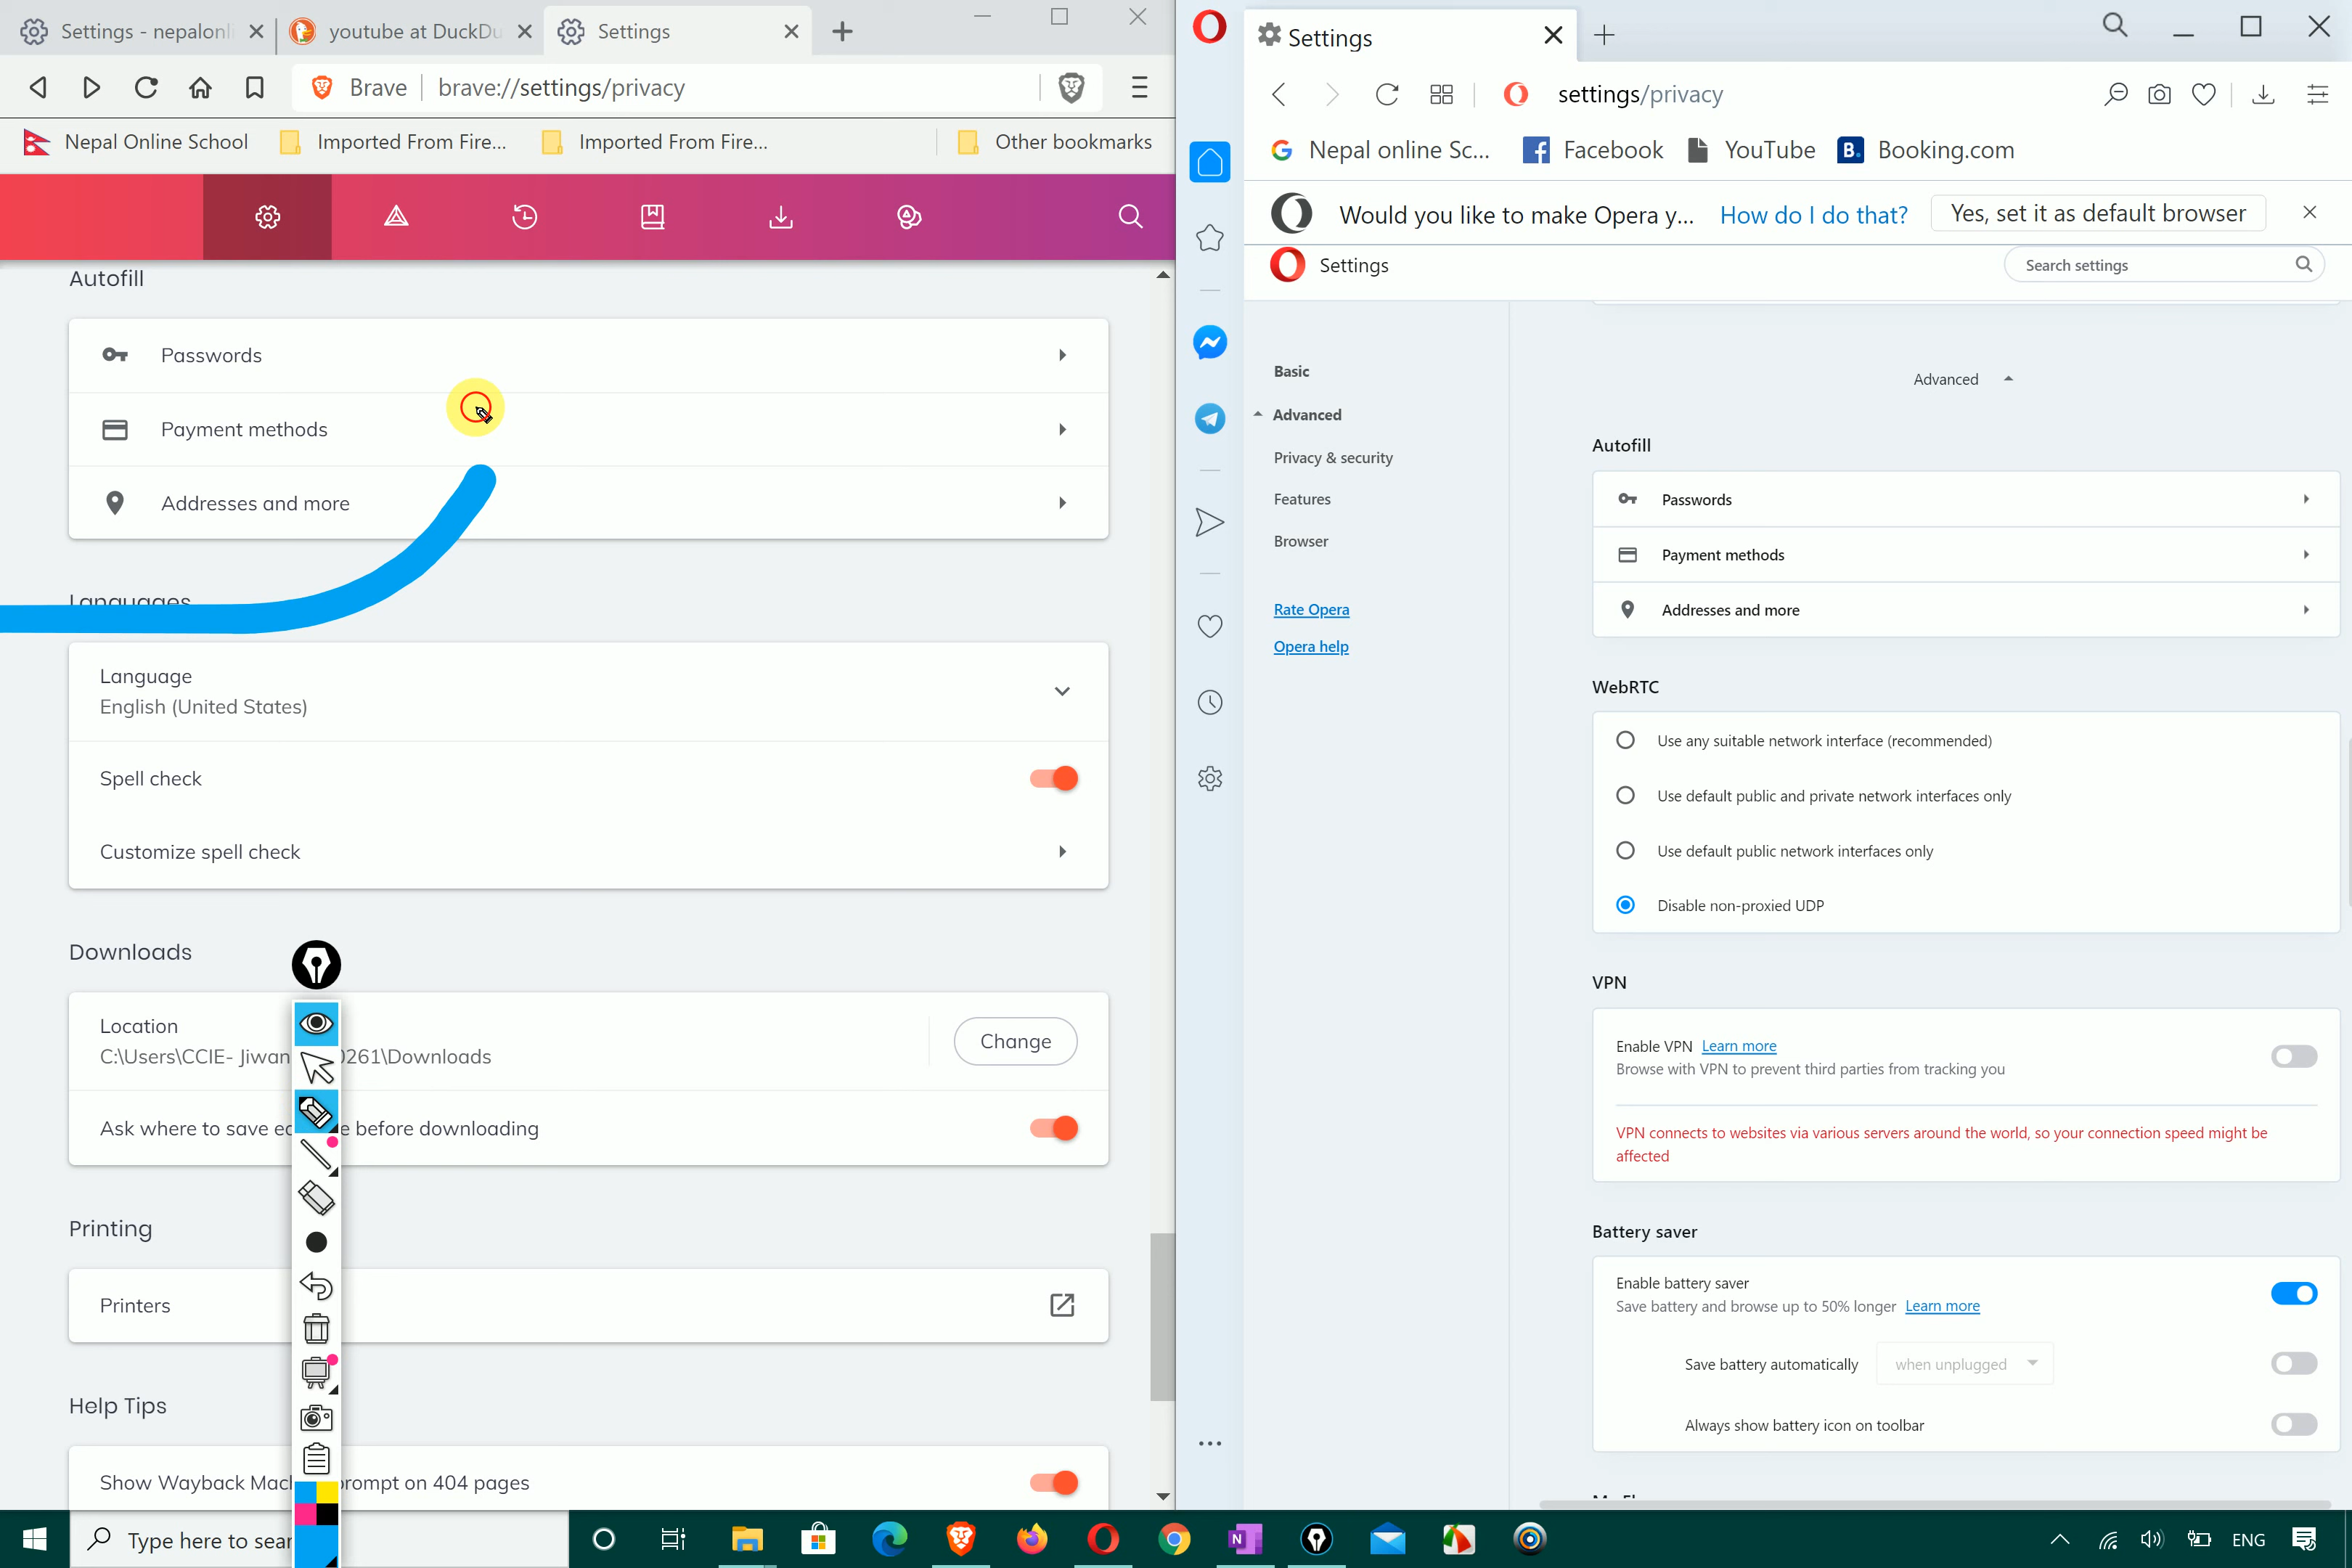 Settings - nepalonli
youtube at DuckDu
Settings
Brave
brave://settings/privacy
Nepal Online School
Imported From Fire...
Imported From Fire...
Other bookmarks
Autofill
Passwords
Payment methods
Addresses and more
Languages
Language
English (United States)
Spell check
Customize spell check
Downloads
Location
C:\Users\CCIE- Jiwan 0261\Downloads
Change
Ask where to save e before downloading
Printing
Printers
Help Tips
Show Wayback Mac rompt on 404 pages
Settings
settings/privacy
Nepal online Sc...
Facebook
YouTube
B.
Booking.com
Would you like to make Opera y...
How do I do that?
Yes, set it as default browser
Settings
Search settings
Basic
Advanced
Privacy & security
Features
Browser
Rate Opera
Opera help
Advanced
Autofill
Passwords
Payment methods
Addresses and more
WebRTC
Use any suitable network interface (recommended)
Use default public and private network interfaces only
Use default public network interfaces only
Disable non-proxied UDP
VPN
Enable VPN Learn more
Browse with VPN to prevent third parties from tracking you
VPN connects to websites via various servers around the world, so your connection speed might be
affected
Battery saver
Enable battery saver
Save battery and browse up to 50% longer Learn more
Save battery automatically
when unplugged
Always show battery icon on toolbar
Type here to sear
N
ENG